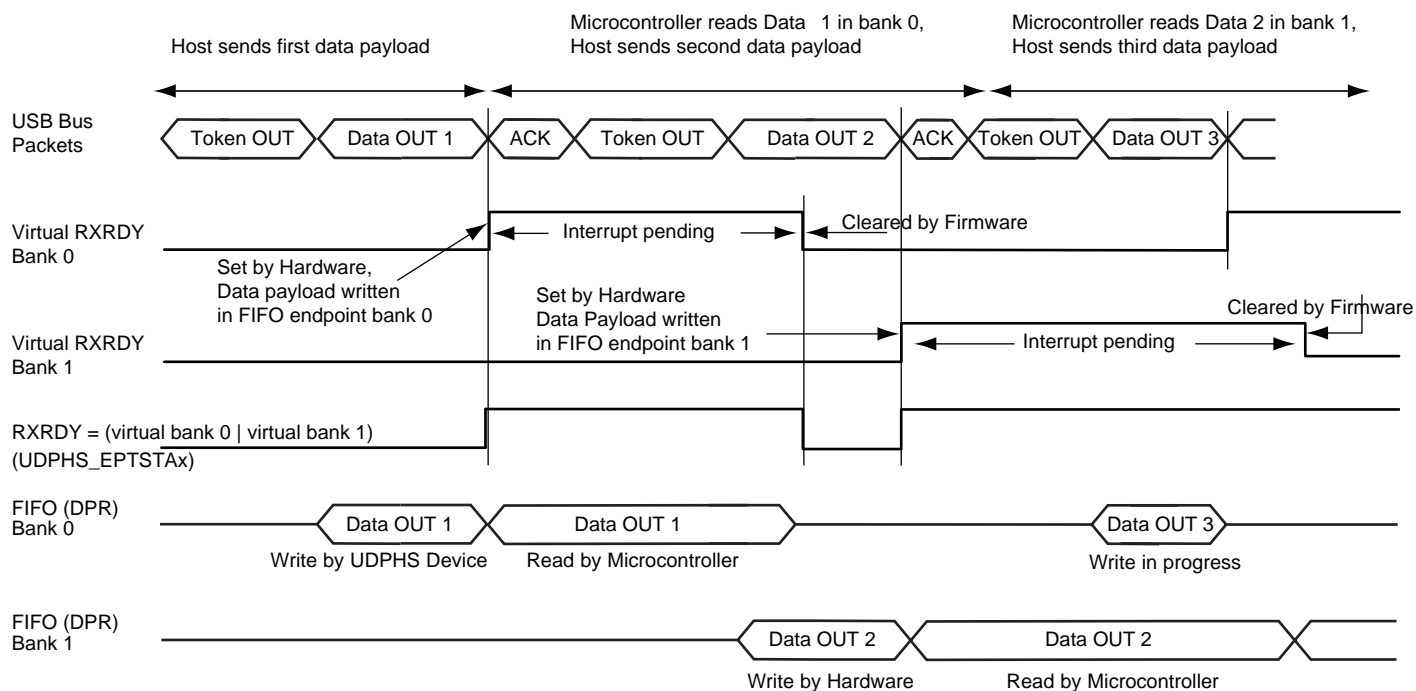 Host sends first data payload
Microcontroller reads Data 1 in bank 0,
Host sends second data payload
Microcontroller reads Data 2 in bank 1,
Host sends third data payload
USB Bus
Packets
Token OUT
Data OUT 1
ACK
Token OUT
Data OUT 2
ACK
Token OUT
Data OUT 3
Virtual RXRDY
Bank 0
Interrupt pending
Cleared by Firmware
Set by Hardware,
Data payload written
in FIFO endpoint bank 0
Set by Hardware
Data Payload written
in FIFO endpoint bank 1
Cleared by Firmware
Virtual RXRDY
Bank 1
Interrupt pending
RXRDY = (virtual bank 0 | virtual bank 1)
(UDPHS_EPTSTAx)
FIFO (DPR)
Bank 0
Data OUT 1
Data OUT 1
Data OUT 3
Write by UDPHS Device
Read by Microcontroller
Write in progress
FIFO (DPR)
Bank 1
Data OUT 2
Data OUT 2
Write by Hardware
Read by Microcontroller